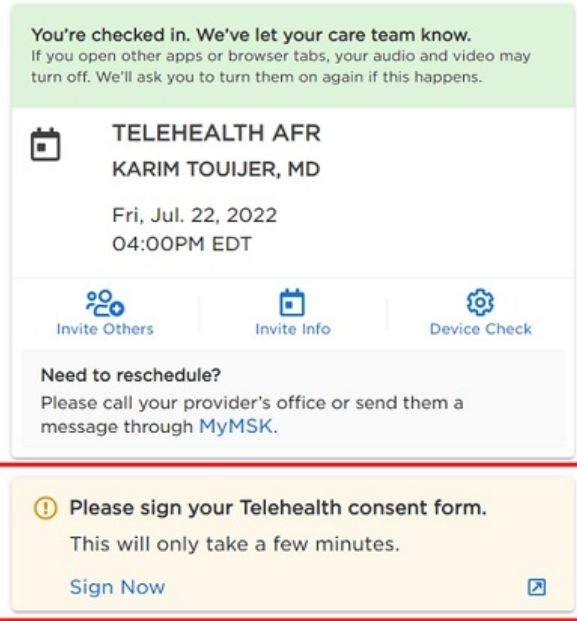 You're checked in. We've let your care team know.
If you open other apps or browser tabs, your audio and video may
turn off. We'll ask you to turn them on again if this happens.
TELEHEALTH AFR
KARIM TOUIJER, MD
Fri, Jul. 22, 2022
04:00PM EDT
Invite Others
Invite Info
Device Check
Need to reschedule?
Please call your provider's office or send them a
message through MyMSK.
Please sign your Telehealth consent form.
This will only take a few minutes.
Sign Now